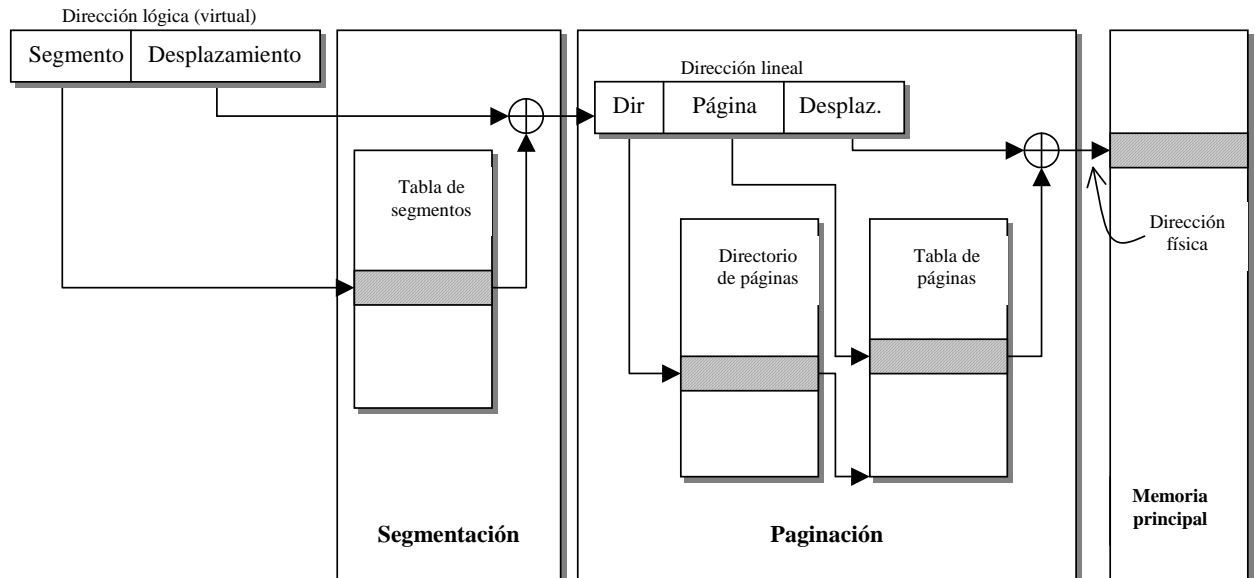 Dirección lógica (virtual)
Segmento Desplazamiento
Dirección lineal
Dir Página Desplaz.
Tabla de
segmentos
Directorio
de páginas
Tabla de
páginas
Dirección
física
Segmentación
Paginación
Memoria
principal